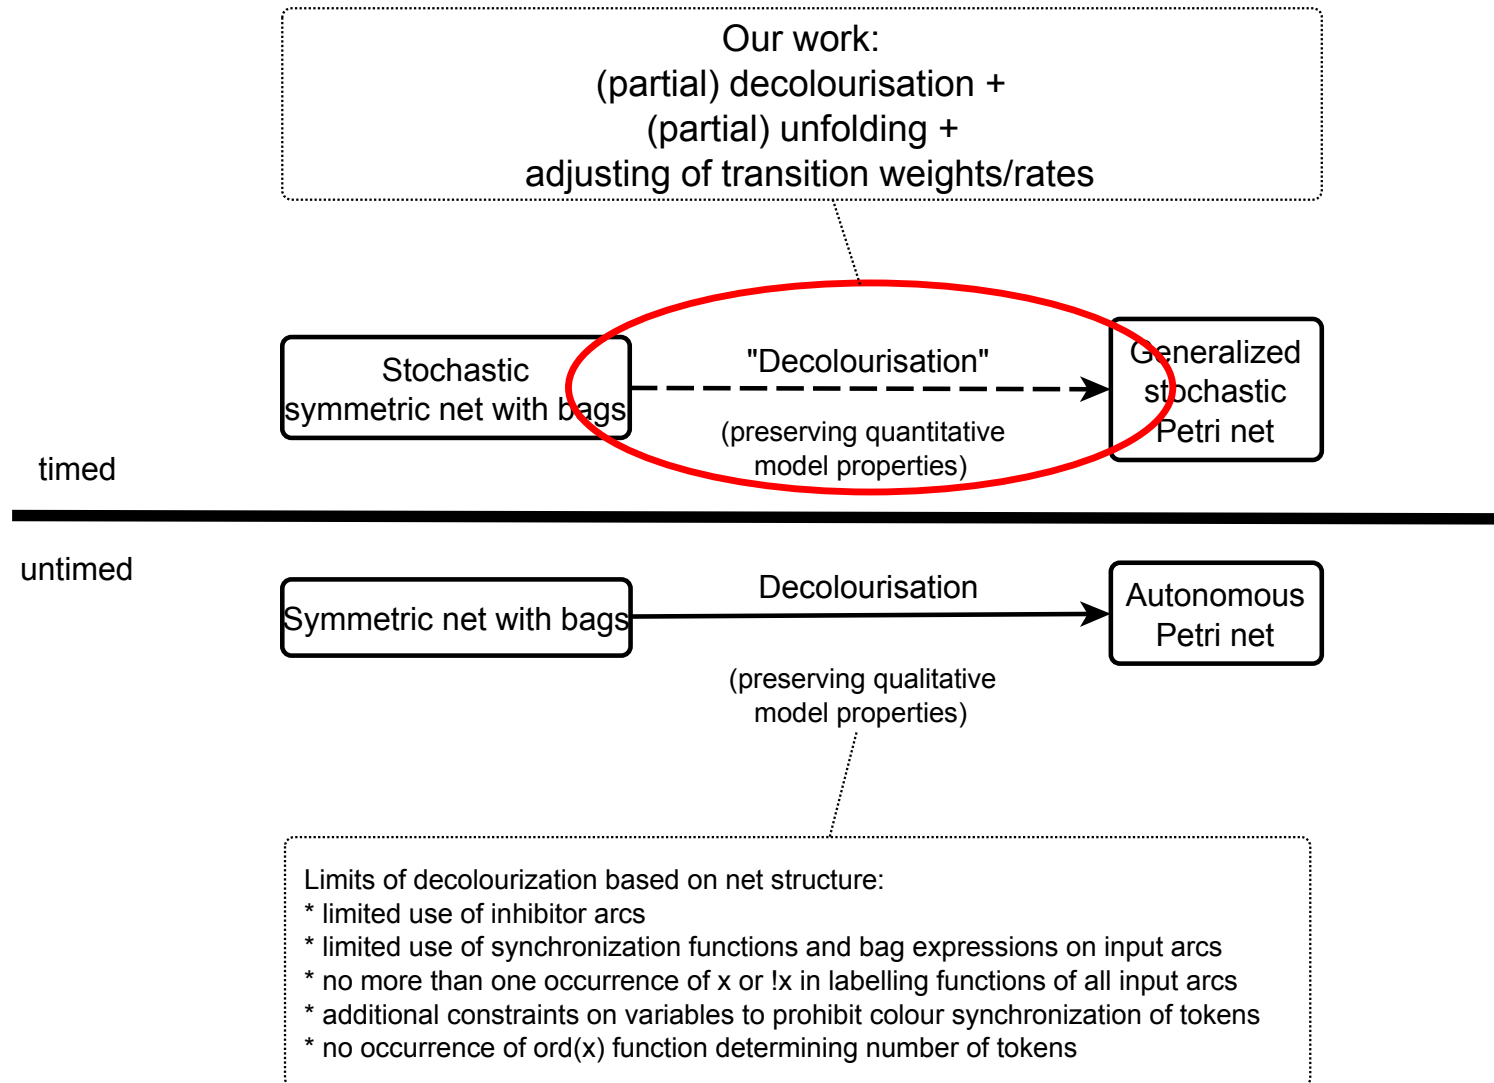 Our work:
(partial) decolourisation +
(partial) unfolding +
adjusting of transition weights/rates
Stochastic
symmetric net with bags
"Decolourisation"
(preserving quantitative
model properties)
Generalized
stochastic
Petri net
timed
untimed
Symmetric net with bags
Decolourisation
(preserving qualitative
model properties)
Autonomous
Petri net
Limits of decolourization based on net structure:
* limited use of inhibitor arcs
* limited use of synchronization functions and bag expressions on input arcs
* no more than one occurrence of x or !x in labelling functions of all input arcs
* additional constraints on variables to prohibit colour synchronization of tokens
* no occurrence of ord(x) function determining number of tokens